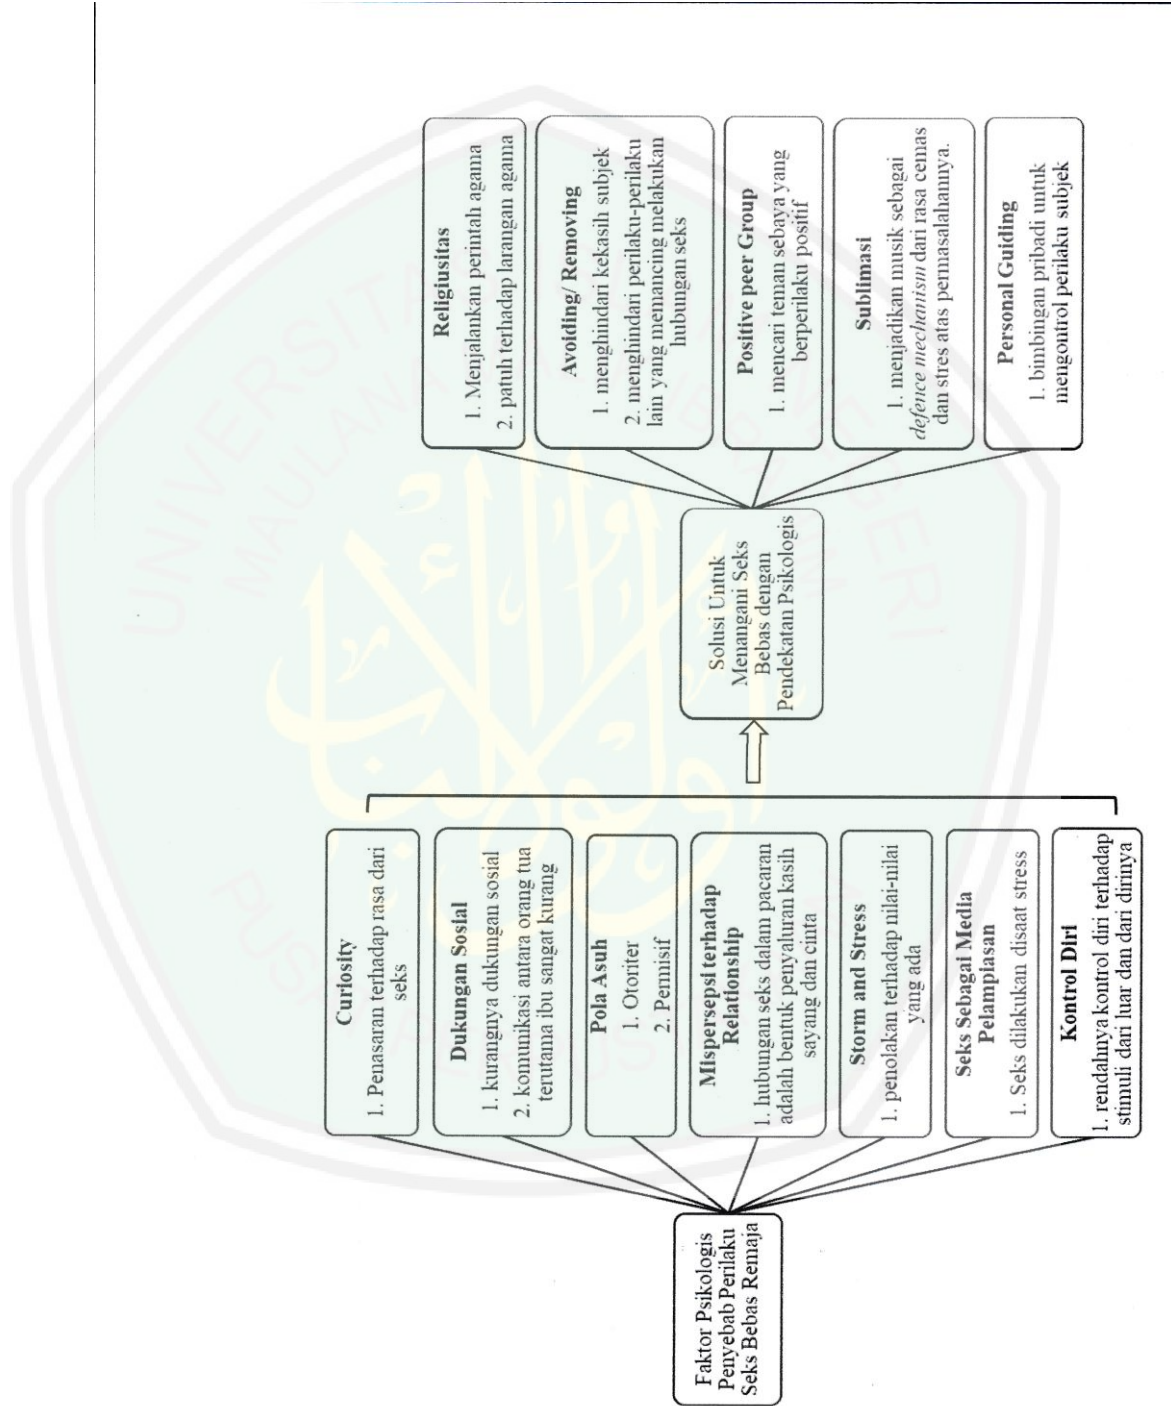 Faktor Psikologis
Penyebab Perilaku
Seks Bebas Remaja
Curiosity
1. Penasaran terhadap rasa dari
seks
Dukungan Sosial
1. kurangnya dukungan sosial
2. komunikasi antara orang tua
terutama ibu sangat kurang
Pola Asuh
1. Otoriter
2. Permisif
Mispersepsi terhadap
Relationship
1. hubungan seks dalam pacaran
adalah bentuk penyaluran kasih
sayang dan cinta
Storm and Stress
1. penolakan terhadap nilai-nilai
yang ada
Seks Sebagai Media
Pelampiasan
1. Seks dilakukan disaat stress
Kontrol Diri
1. rendahnya kontrol diri terhadap
stimuli dari luar dan dari dirinya
Solusi Untuk
Menangani Seks
Bebas dengan
Pendekatan Psikologis
Religiusitas
1. Menjalankan perintah agama
2. patuh terhadap larangan agama
Avoiding/ Removing
1. menghindari kekasih subjek
2. menghindari perilaku-perilaku
lain yang memancing melakukan
hubungan seks
Positive peer Group
1. mencari teman sebaya yang
berperilaku positif
Sublimasi
1. menjadikan musik sebagai
defence mechanism dari rasa cemas
dan stres atas permasalahannya.
Personal Guiding
1. bimbingan pribadi untuk
mengontrol perilaku subjek